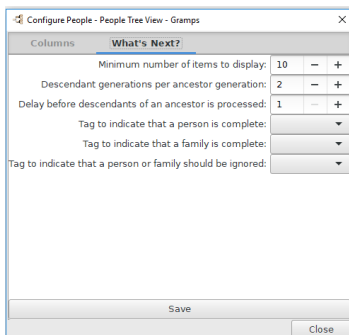 Configure People - People Tree View - Gramps
Columns What's Next?
Minimum number of items to display: 10
Descendant generations per ancestor generation: 2
Delay before descendants of an ancestor is processed: 1
Tag to indicate that a person is complete:
Tag to indicate that a family is complete:
Tag to indicate that a person or family should be ignored:
Save
Close